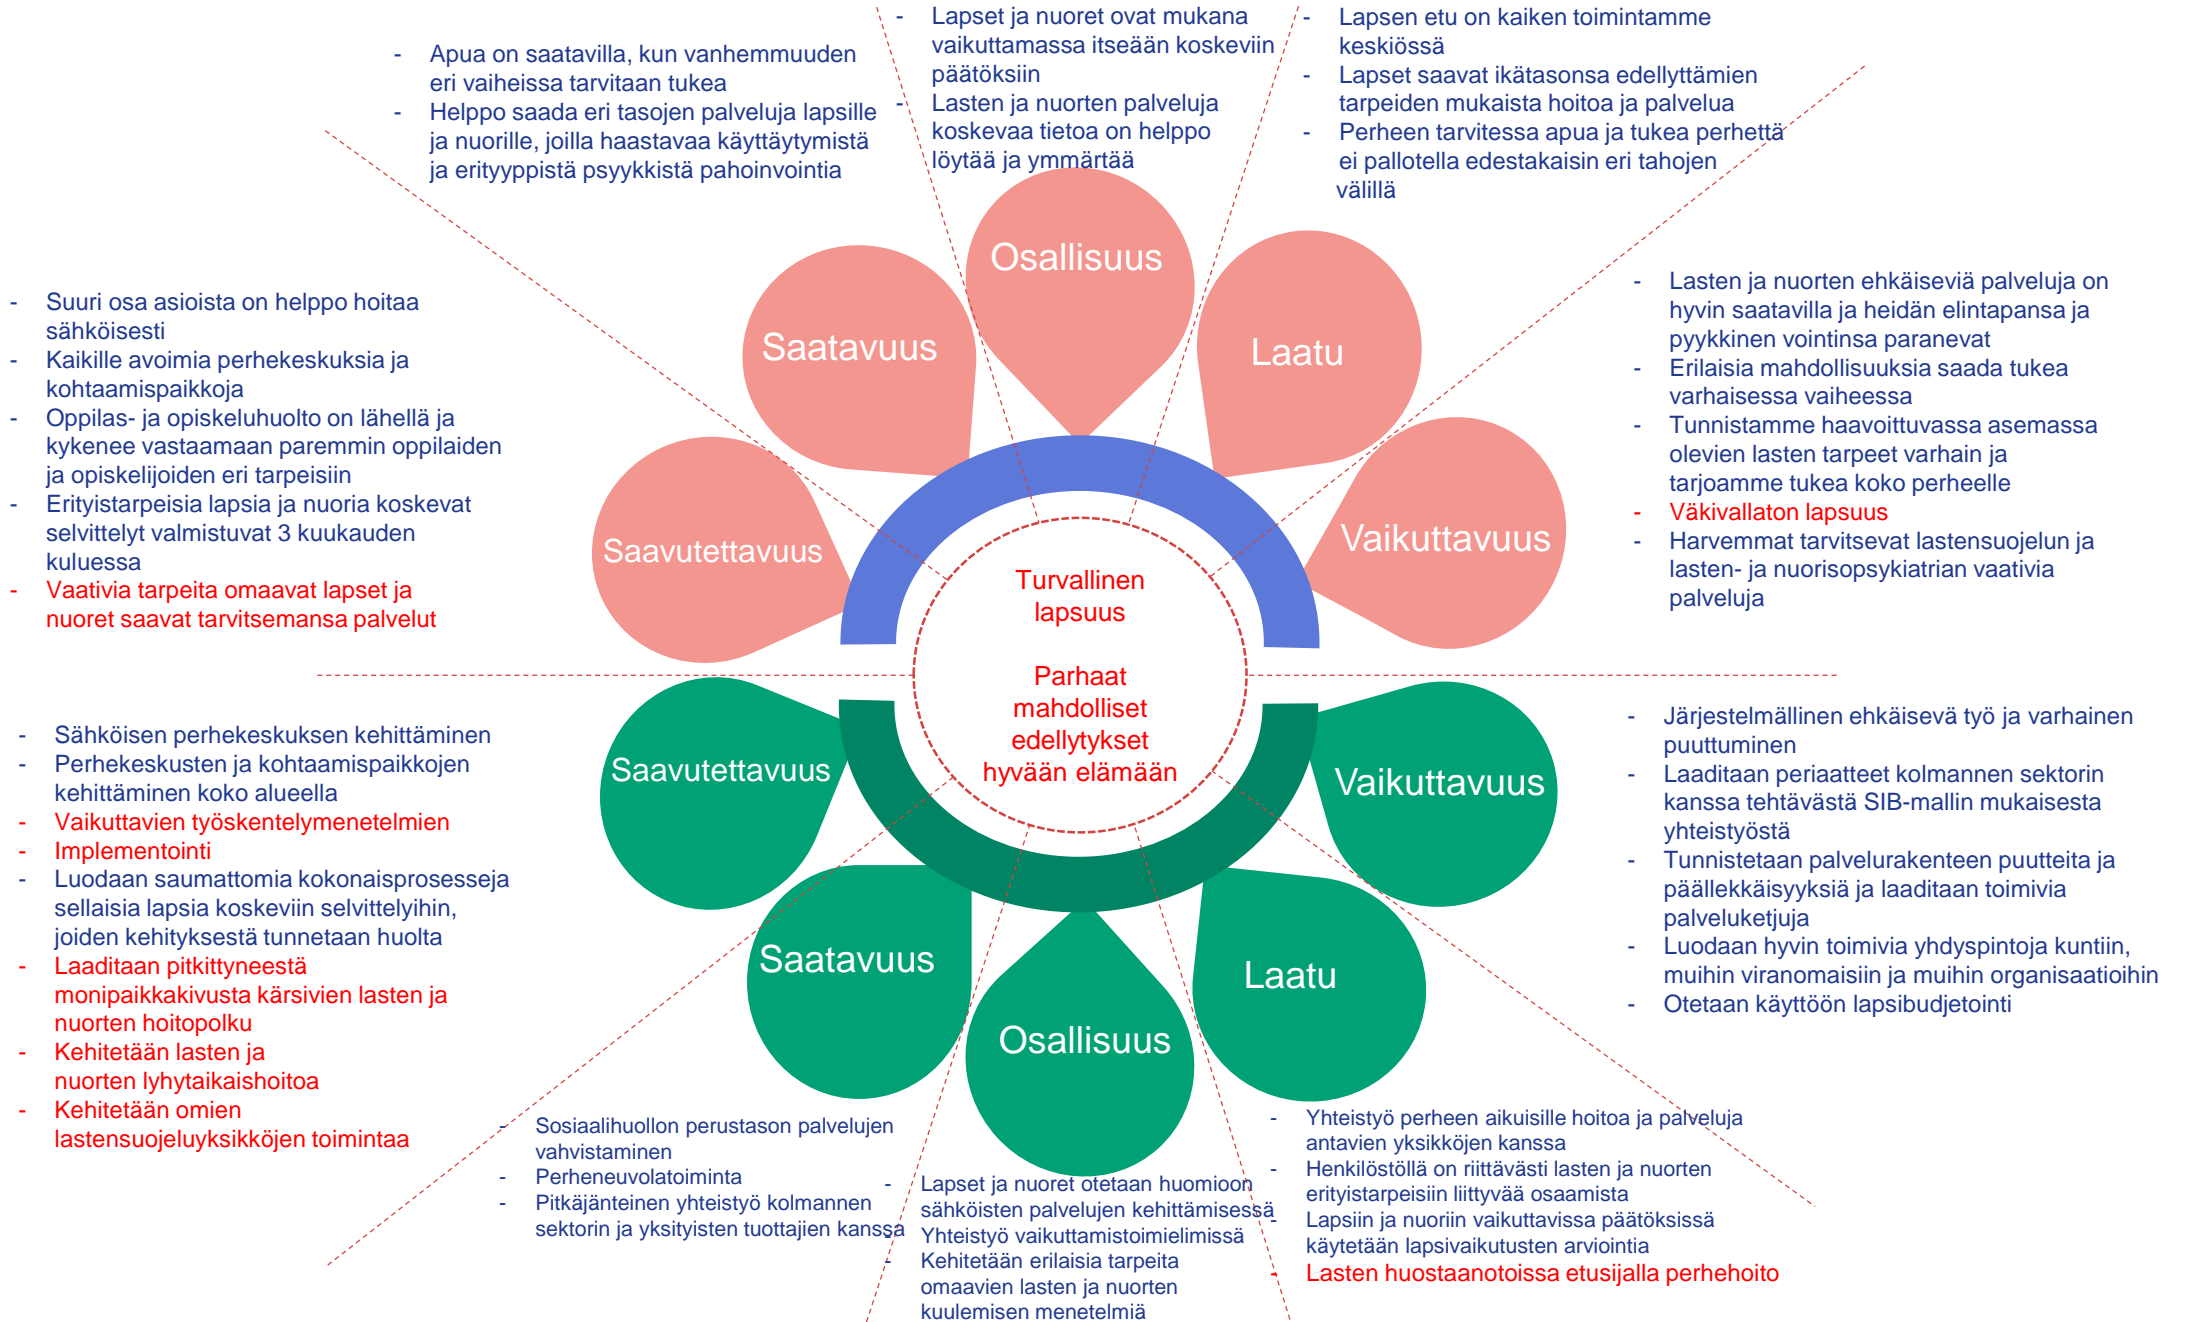 - Apua on saatavilla, kun vanhemmuuden
eri vaiheissa tarvitaan tukea
- Helppo saada eri tasojen palveluja lapsille
ja nuorille, joilla haastavaa käyttäytymistä
ja erityyppistä psyykkistä pahoinvointia
- Lapset ja nuoret ovat mukana
vaikuttamassa itseään koskeviin
päätöksiin
- Lasten ja nuorten palveluja
koskevaa tietoa on helppo
löytää ja ymmärtää
- Lapsen etu on kaiken toimintamme
keskiössä
- Lapset saavat ikätasonsa edellyttämien
tarpeiden mukaista hoitoa ja palvelua
- Perheen tarvitessa apua ja tukea perhettä
ei pallotella edestakaisin eri tahojen
välillä
- Suuri osa asioista on helppo hoitaa
sähköisesti
- Kaikille avoimia perhekeskuksia ja
kohtaamispaikkoja
- Oppilas- ja opiskeluhuolto on lähellä ja
kykenee vastaamaan paremmin oppilaiden
ja opiskelijoiden eri tarpeisiin
- Erityistarpeisia lapsia ja nuoria koskevat
selvittelyt valmistuvat 3 kuukauden
kuluessa
- Vaativia tarpeita omaavat lapset ja
nuoret saavat tarvitsemansa palvelut
Saavutettavuus
Saatavuus
Osallisuus
Laatu
Vaikuttavuus
- Lasten ja nuorten ehkäiseviä palveluja on
hyvin saatavilla ja heidän elintapansa ja
pyykkinen vointinsa paranevat
- Erilaisia mahdollisuuksia saada tukea
varhaisessa vaiheessa
- Tunnistamme haavoittuvassa asemassa
olevien lasten tarpeet varhain ja
tarjoamme tukea koko perheelle
- Väkivallaton lapsuus
- Harvemmat tarvitsevat lastensuojelun ja
lasten- ja nuorisopsykiatrian vaativia
palveluja
Turvallinen
lapsuus
Parhaat
mahdolliset
edellytykset
hyvään elämään
- Sähköisen perhekeskuksen kehittäminen
- Perhekeskusten ja kohtaamispaikkojen
kehittäminen koko alueella
- Vaikuttavien työskentelymenetelmien
- Implementointi
- Luodaan saumattomia kokonaisprosesseja
sellaisia lapsia koskeviin selvittelyihin,
joiden kehityksestä tunnetaan huolta
- Laaditaan pitkittyneestä
monipaikkakivusta kärsivien lasten ja
nuorten hoitopolku
- Kehitetään lasten ja
nuorten lyhytaikaishoitoa
- Kehitetään omien
lastensuojeluyksikköjen toimintaa
Saavutettavuus
Saatavuus
Osallisuus
Laatu
Vaikuttavuus
- Järjestelmällinen ehkäisevä työ ja varhainen
puuttuminen
- Laaditaan periaatteet kolmannen sektorin
kanssa tehtävästä SIB-mallin mukaisesta
yhteistyöstä
- Tunnistetaan palvelurakenteen puutteita ja
päällekkäisyyksiä ja laaditaan toimivia
palveluketjuja
- Luodaan hyvin toimivia yhdyspintoja kuntiin,
muihin viranomaisiin ja muihin organisaatioihin
- Otetaan käyttöön lapsibudjetointi
- Sosiaalihuollon perustason palvelujen
vahvistaminen
- Perheneuvolatoiminta
- Pitkäjänteinen yhteistyö kolmannen
sektorin ja yksityisten tuottajien kanssa
- Lapset ja nuoret otetaan huomioon
sähköisten palvelujen kehittämisessä
- Yhteistyö vaikuttamistoimielimissä
- Kehitetään erilaisia tarpeita
omaavien lasten ja nuorten
kuulemisen menetelmiä
- Yhteistyö perheen aikuisille hoitoa ja palveluja
antavien yksikköjen kanssa
- Henkilöstöllä on riittävästi lasten ja nuorten
erityistarpeisiin liittyvää osaamista
- Lapsiin ja nuoriin vaikuttavissa päätöksissä
käytetään lapsivaikutusten arviointia
- Lasten huostaanotoissa etusijalla perhehoito